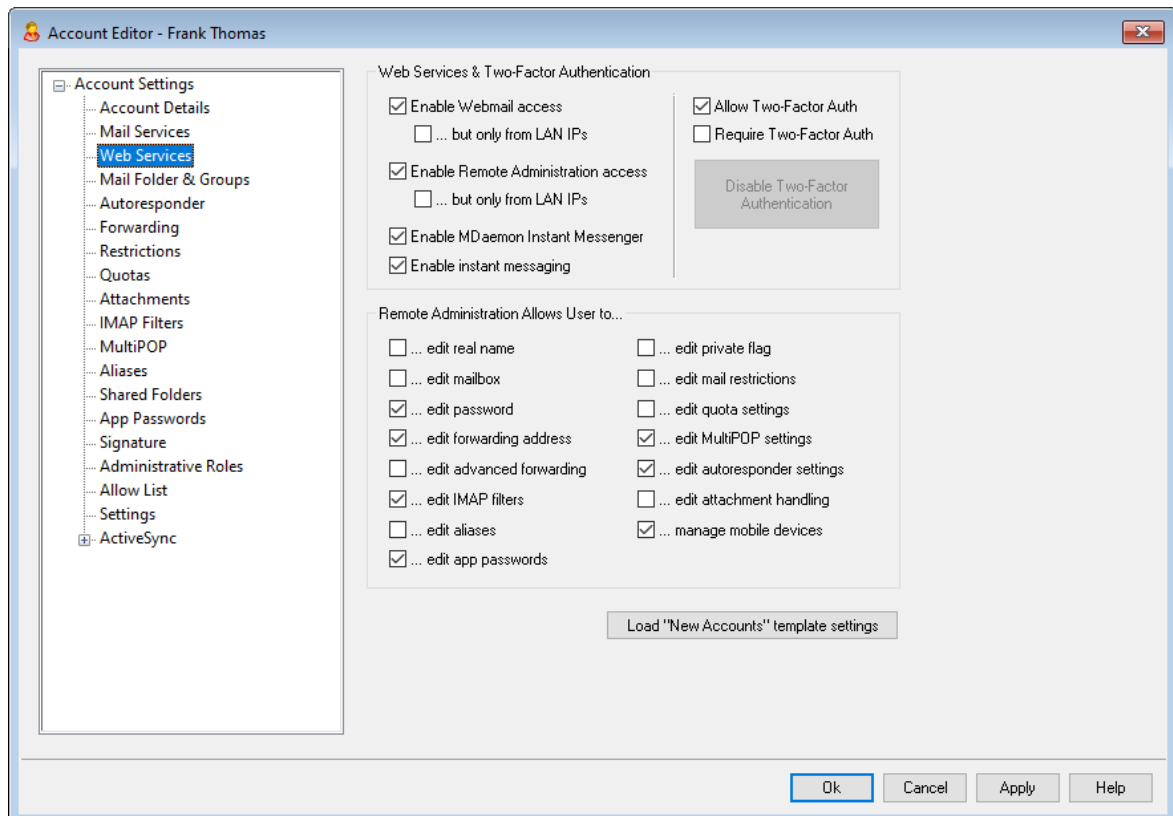 Account Editor - Frank Thomas
Account Settings
Account Details
Mail Services
Web Services
Mail Folder & Groups
Autoresponder
Forwarding
Restrictions
Quotas
Attachments
IMAP Filters
MultiPOP
Aliases
Shared Folders
App Passwords
Signature
Administrative Roles
Allow List
Settings
ActiveSync
Web Services & Two-Factor Authentication
Enable Webmail access
... but only from LAN IPs
Enable Remote Administration access
... but only from LAN IPs
Enable MDaemon Instant Messenger
Enable instant messaging
Allow Two-Factor Auth
Require Two-Factor Auth
Disable Two-Factor
Authentication
Remote Administration Allows User to...
... edit real name
... edit mailbox
... edit password
... edit forwarding address
... edit advanced forwarding
... edit IMAP filters
... edit aliases
... edit app passwords
... edit private flag
... edit mail restrictions
... edit quota settings
... edit MultiPOP settings
... edit autoresponder settings
... edit attachment handling
... manage mobile devices
Load "New Accounts" template settings
Ok
Cancel
Apply
Help